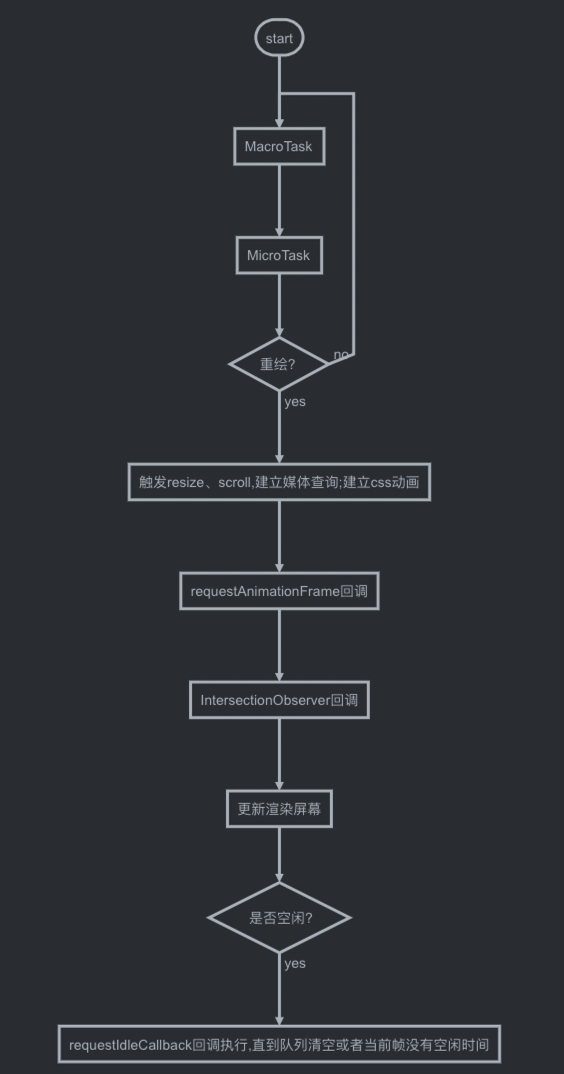 start
MacroTask
MicroTask
重绘?
no
yes
触发resize、scroll,建立媒体查询;建立css动画
requestAnimationFrame回调
IntersectionObserver回调
更新渲染屏幕
是否空闲?
yes
requestIdleCallback回调执行,直到队列清空或者当前帧没有空闲时间